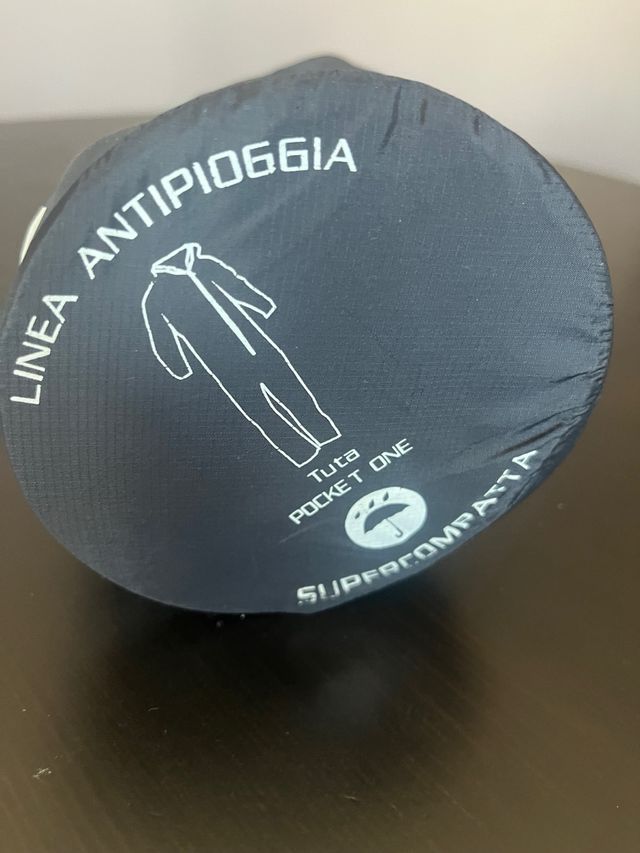 LINEA ANTIPIOGGIA
Tuta
POCKET ONE
SUPERCOMPATTA